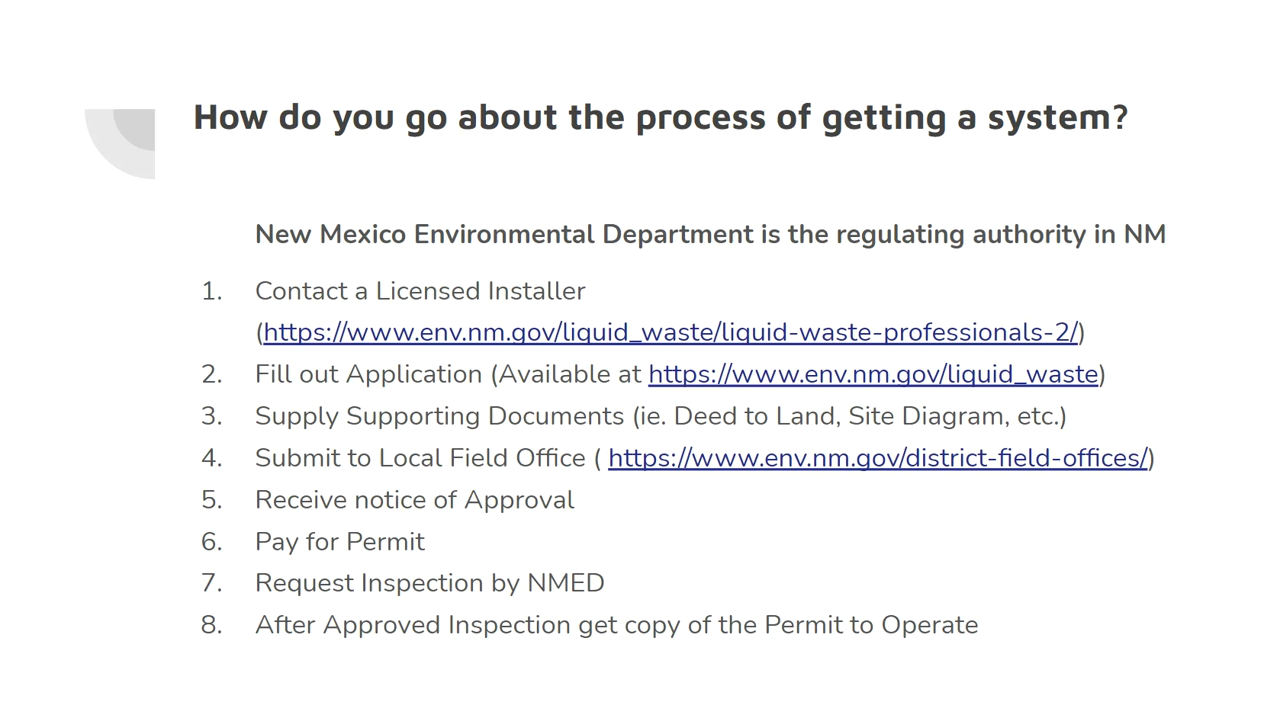 How do you go about the process of getting a system?
New Mexico Environmental Department is the regulating authority in NM
1. Contact a Licensed Installer
(https://www.env.nm.gov/liquid_waste/liquid-waste-professionals-2/)
2. Fill out Application (Available at https://www.env.nm.gov/liquid_waste)
3. Supply Supporting Documents (ie. Deed to Land, Site Diagram, etc.)
4. Submit to Local Field Office ( https://www.env.nm.gov/district-field-offices/)
5. Receive notice of Approval
6. Pay for Permit
7. Request Inspection by NMED
8. After Approved Inspection get copy of the Permit to Operate